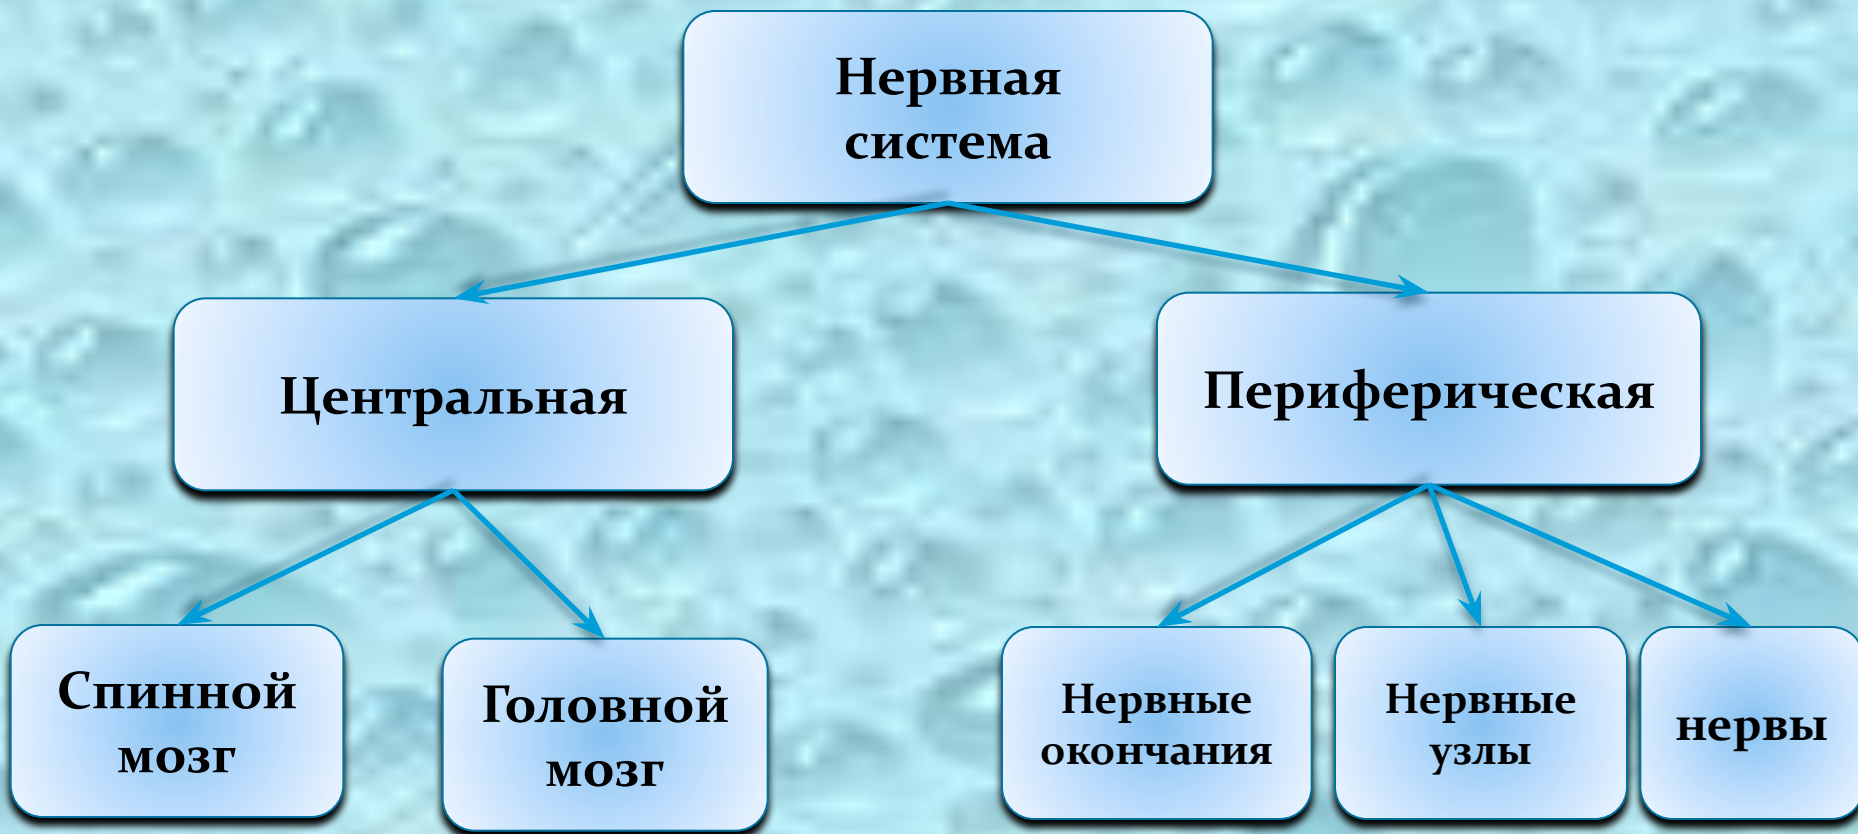 Нервная
система
Центральная
Периферическая
Спинной
мозг
Головной
мозг
Нервные
окончания
Нервные
узлы
нервы